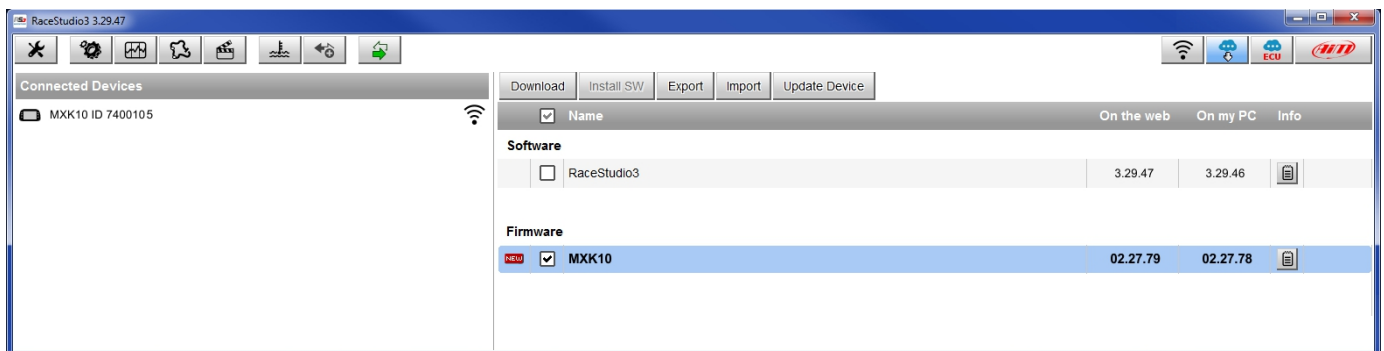 RaceStudio3 3.29.47
ECU AiM
Connected Devices
MXK10 ID 7400105
Download Install SW Export Import Update Device
Name On the web On my PC Info
Software
RaceStudio3 3.29.47 3.29.46
Firmware
NEW MXK10 02.27.79 02.27.78